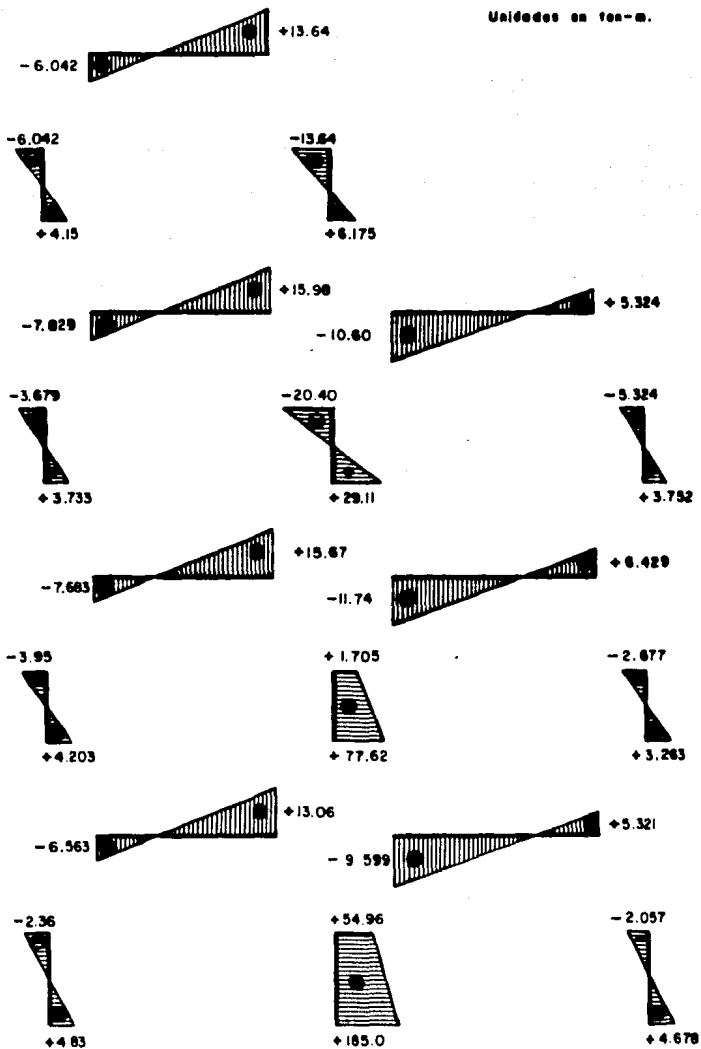 Unidades en ton-m.
+13.64
-6.042
-6.042 -13.64
+4.15 +6.175
+15.98 +5.324
-7.829 -10.60
-3.679 -20.40 -5.324
+3.733 +29.11 +3.752
+15.67 +6.429
-7.683 -11.74
-3.95 +1.705 -2.677
+4.203 +77.62 +3.263
+13.06 +5.321
-6.563 -9 599
-2.36 +54.96 -2.057
+4.83 +185.0 +4.678